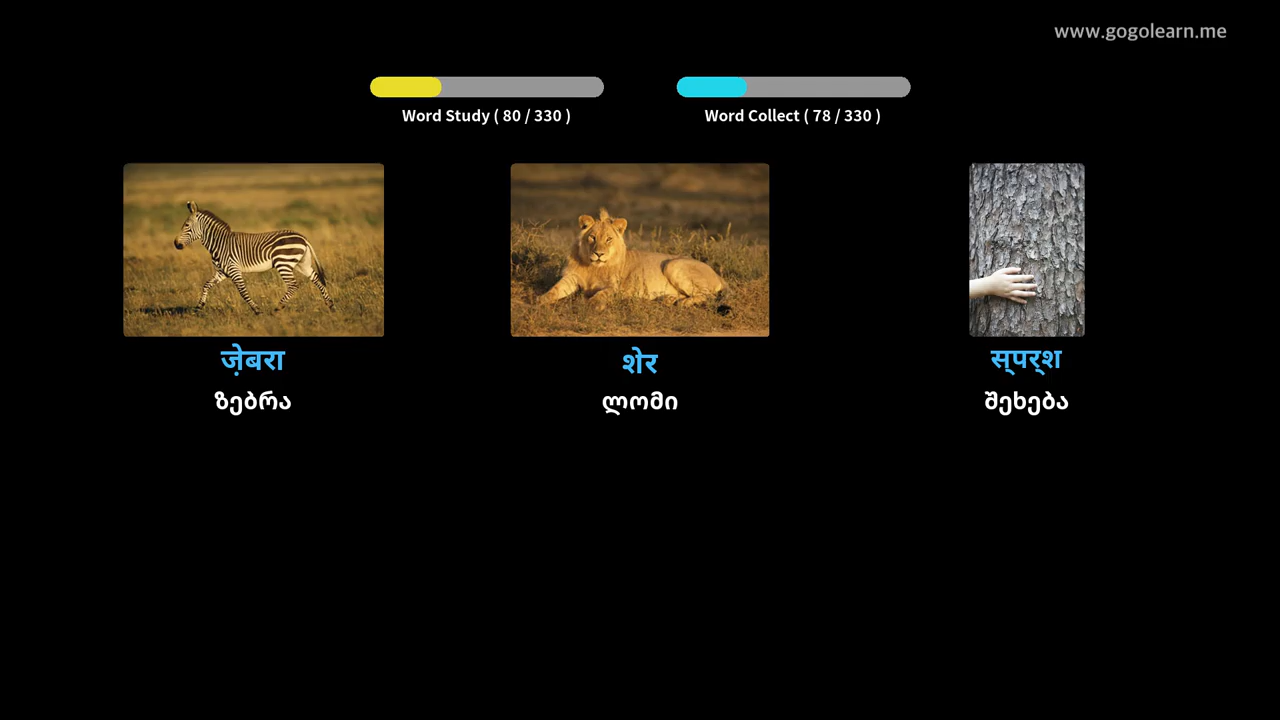 www.gogolearn.me
Word Study ( 80 / 330 )
Word Collect ( 78 / 330 )
ज़ेबरा
शेर
स्पर्श
ზებრა
ლომი
შეხება